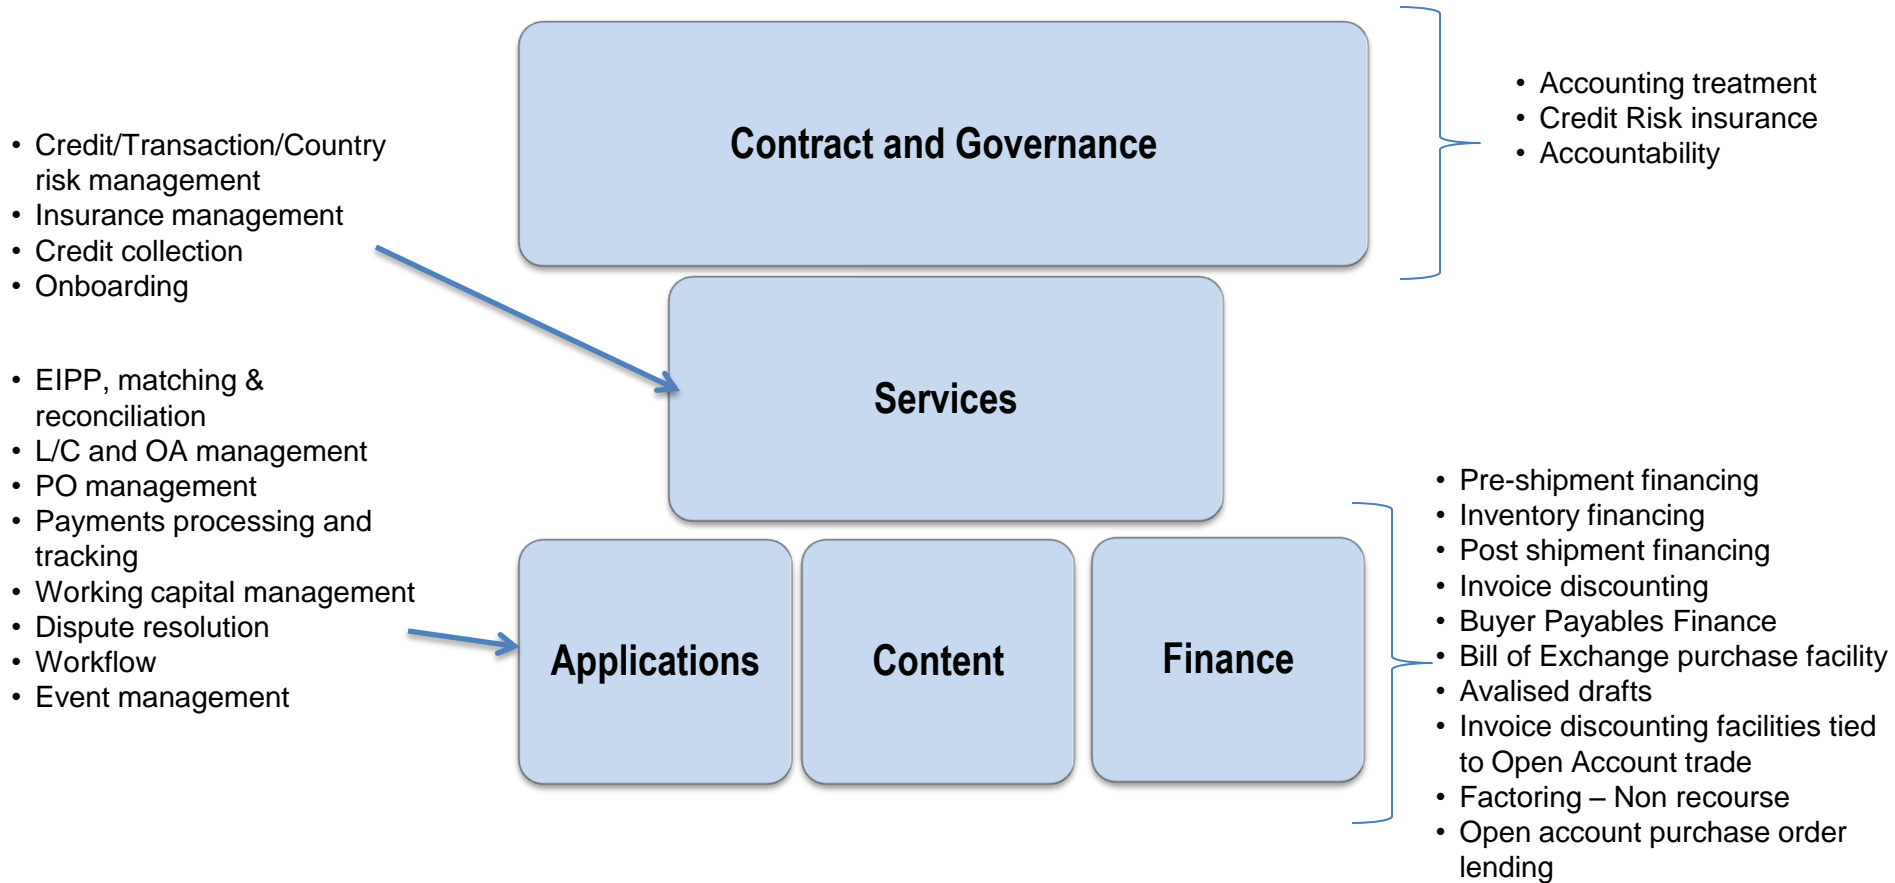 Contract and Governance
• Accounting treatment
• Credit Risk insurance
• Accountability
• Credit/Transaction/Country
risk management
• Insurance management
• Credit collection
• Onboarding
Services
• EIPP, matching &
reconciliation
• L/C and OA management
• PO management
• Payments processing and
tracking
• Working capital management
• Dispute resolution
• Workflow
• Event management
Applications
Content
Finance
• Pre-shipment financing
• Inventory financing
• Post shipment financing
• Invoice discounting
• Buyer Payables Finance
• Bill of Exchange purchase facility
• Avalised drafts
• Invoice discounting facilities tied
to Open Account trade
• Factoring – Non recourse
• Open account purchase order
lending